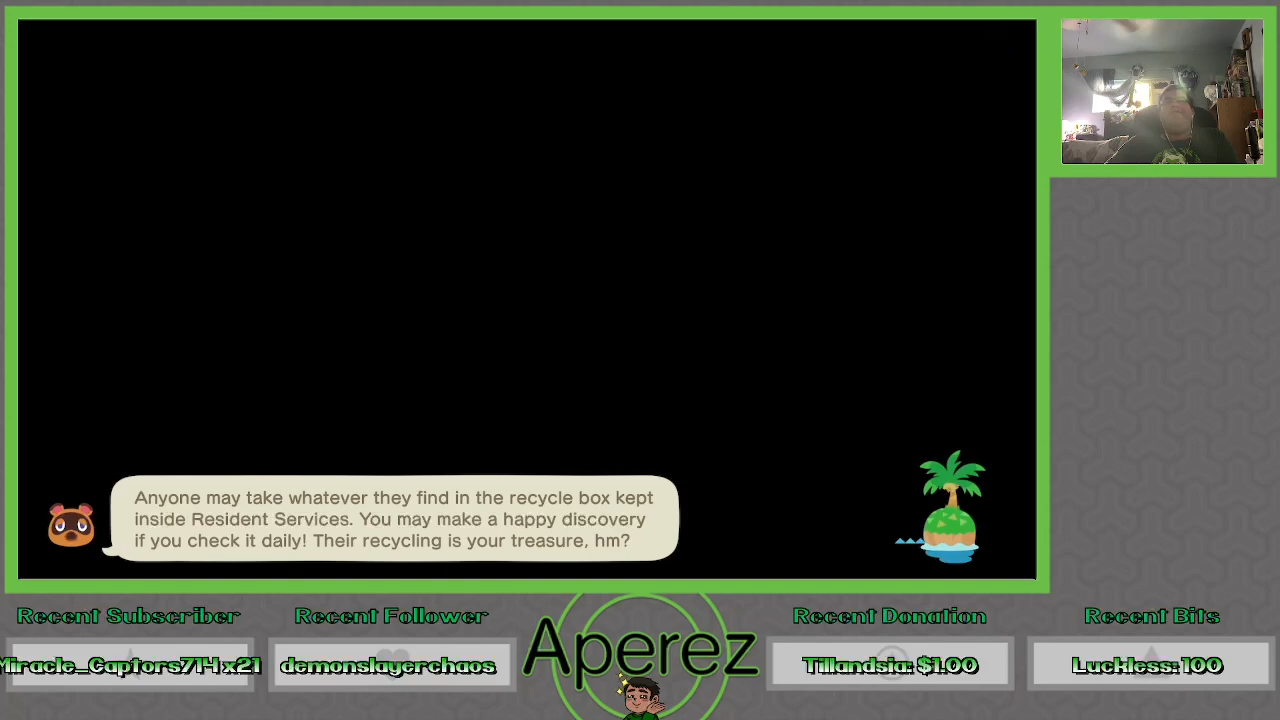 Anyone may take whatever they find in the recycle box kept
inside Resident Services. You may make a happy discovery
if you check it daily! Their recycling is your treasure, hm?
Recent Subscriber
Recent Follower
Recent Donation
Recent Bits
Miracle_Captors714 x21
demonslayerchaos
Aperez
Tillandsia: $1.00
Luckless: 100